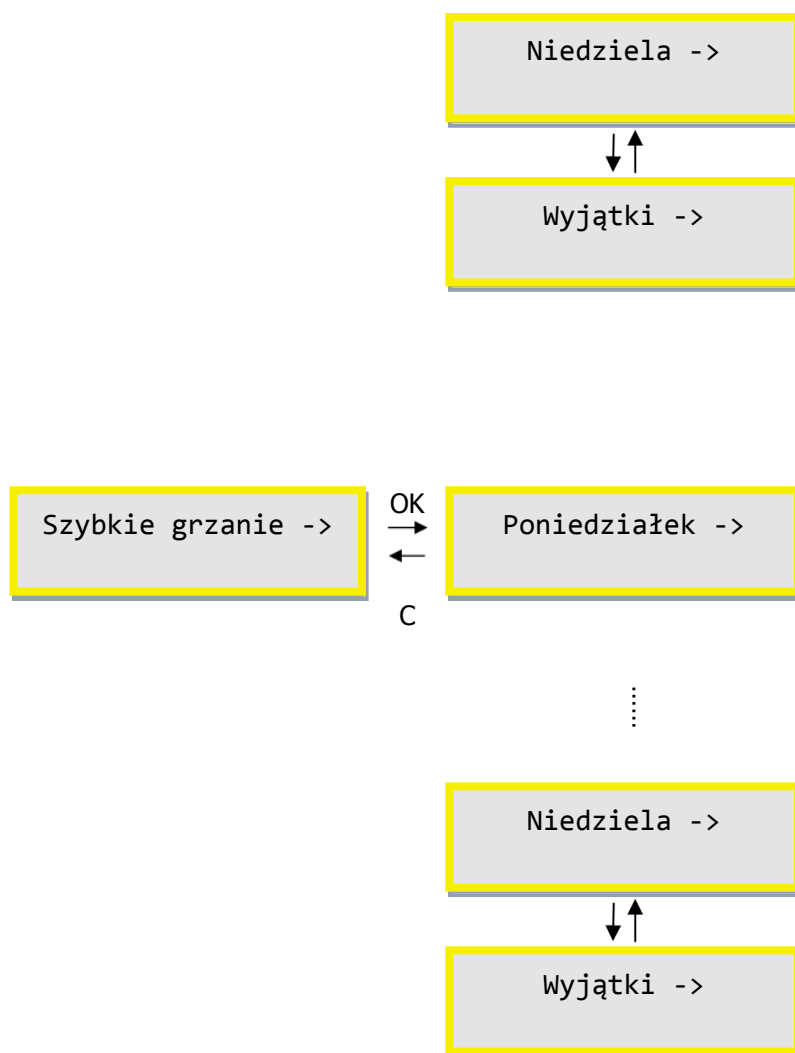 Niedziela ->
Wyjątki ->
Szybkie grzanie ->
OK
Poniedziałek ->
C
Niedziela ->
Wyjątki ->